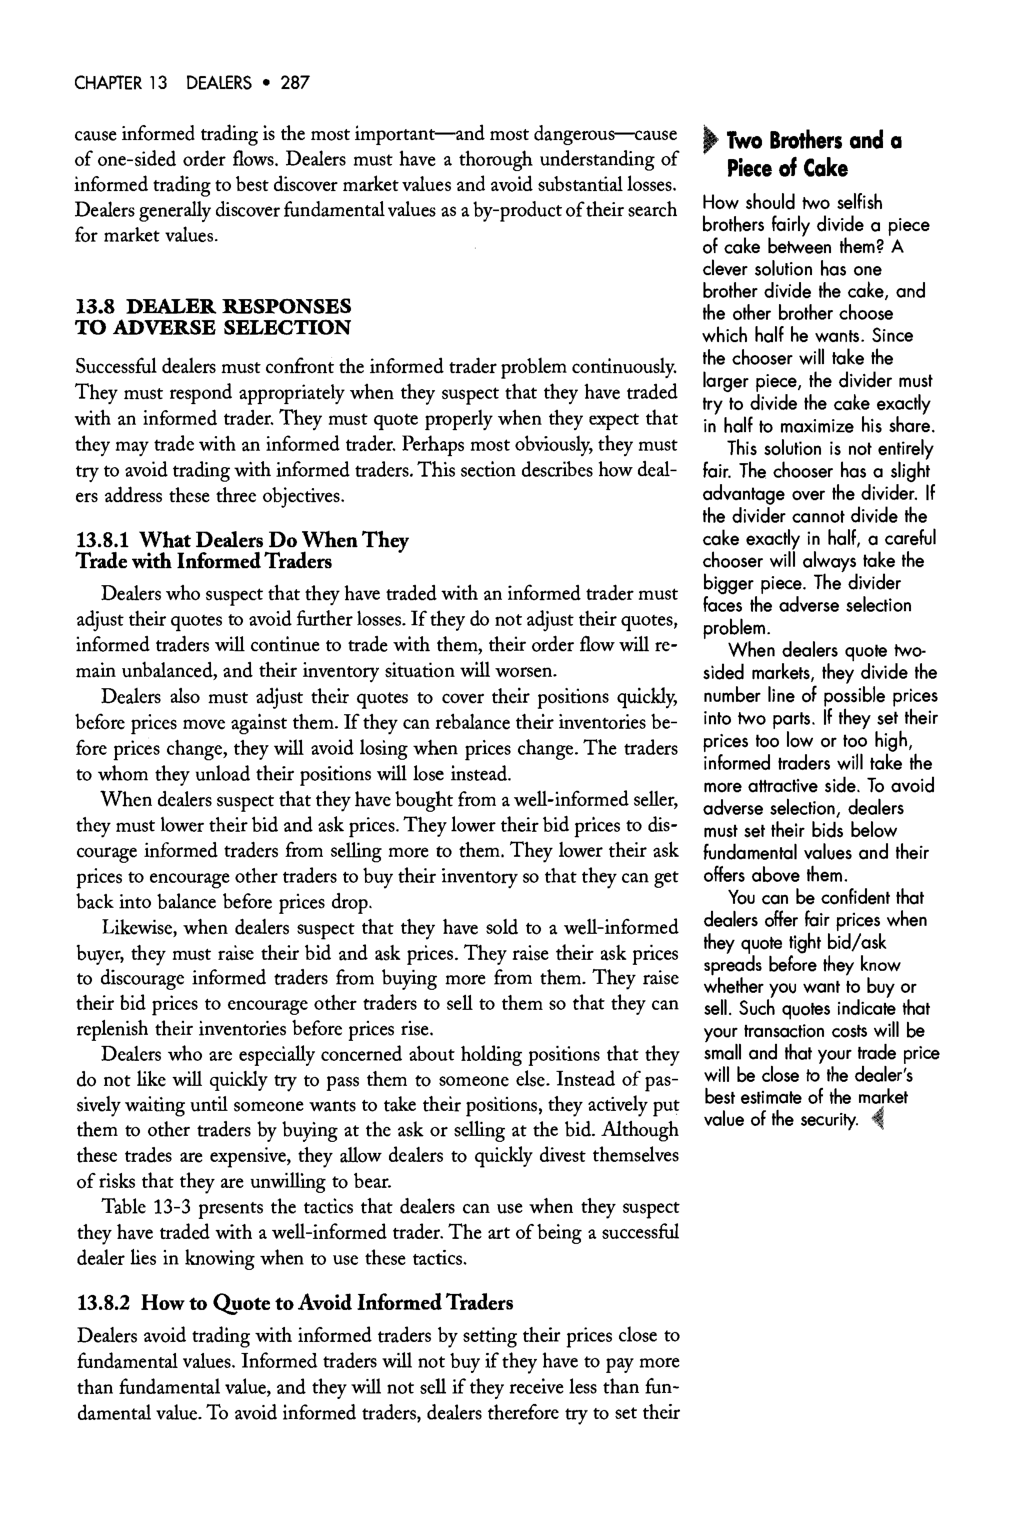 CHAPTER 13 DEALERS • 287
cause informed trading is the most important—and most dangerous—cause
of one-sided order flows. Dealers must have a thorough understanding of
informed trading to best discover market values and avoid substantial losses.
Dealers generally discover fundamental values as a by-product of their search
for market values.
13.8 DEALER RESPONSES
TO ADVERSE SELECTION
Successful dealers must confront the informed trader problem continuously.
They must respond appropriately when they suspect that they have traded
with an informed trader. They must quote properly when they expect that
they may trade with an informed trader. Perhaps most obviously, they must
try to avoid trading with informed traders. This section describes how deal-
ers address these three objectives.
13.8.1 What Dealers Do When They
Trade with Informed Traders
Dealers who suspect that they have traded with an informed trader must
adjust their quotes to avoid further losses. If they do not adjust their quotes,
informed traders will continue to trade with them, their order flow will re-
main unbalanced, and their inventory situation will worsen.
Dealers also must adjust their quotes to cover their positions quickly,
before prices move against them. If they can rebalance their inventories be-
fore prices change, they will avoid losing when prices change. The traders
to whom they unload their positions will lose instead.
When dealers suspect that they have bought from a well-informed seller,
they must lower their bid and ask prices. They lower their bid prices to dis-
courage informed traders from selling more to them. They lower their ask
prices to encourage other traders to buy their inventory so that they can get
back into balance before prices drop.
Likewise, when dealers suspect that they have sold to a well-informed
buyer, they must raise their bid and ask prices. They raise their ask prices
to discourage informed traders from buying more from them. They raise
their bid prices to encourage other traders to sell to them so that they can
replenish their inventories before prices rise.
Dealers who are especially concerned about holding positions that they
do not like will quickly try to pass them to someone else. Instead of pas-
sively waiting until someone wants to take their positions, they actively put
them to other traders by buying at the ask or selling at the bid. Although
these trades are expensive, they allow dealers to quickly divest themselves
of risks that they are unwilling to bear.
Table 13-3 presents the tactics that dealers can use when they suspect
they have traded with a well-informed trader. The art of being a successful
dealer lies in knowing when to use these tactics.
13.8.2 How to Quote to Avoid Informed Traders
Dealers avoid trading with informed traders by setting their prices close to
fundamental values. Informed traders will not buy if they have to pay more
than fundamental value, and they will not sell if they receive less than fun-
damental value. To avoid informed traders, dealers therefore try to set their
Two Brothers and a
Piece of Cake
How should two selfish
brothers fairly divide a piece
of cake between them? A
clever solution has one
brother divide the cake, and
the other brother choose
which half he wants. Since
the chooser will take the
larger piece, the divider must
try to divide the cake exactly
in half to maximize his share.
This solution is not entirely
fair. The chooser has a slight
advantage over the divider. If
the divider cannot divide the
cake exactly in half, a careful
chooser will always take the
bigger piece. The divider
faces the adverse selection
problem.
When dealers quote two-
sided markets, they divide the
number line of possible prices
into two parts. If they set their
prices too low or too high,
informed traders will take the
more attractive side. To avoid
adverse selection, dealers
must set their bids below
fundamental values and their
offers above them.
You can be confident that
dealers offer fair prices when
they quote tight bid/ask
spreads before they know
whether you want to buy or
sell. Such quotes indicate that
your transaction costs will be
small and that your trade price
will be close to the dealer's
best estimate of the market
value of the security.